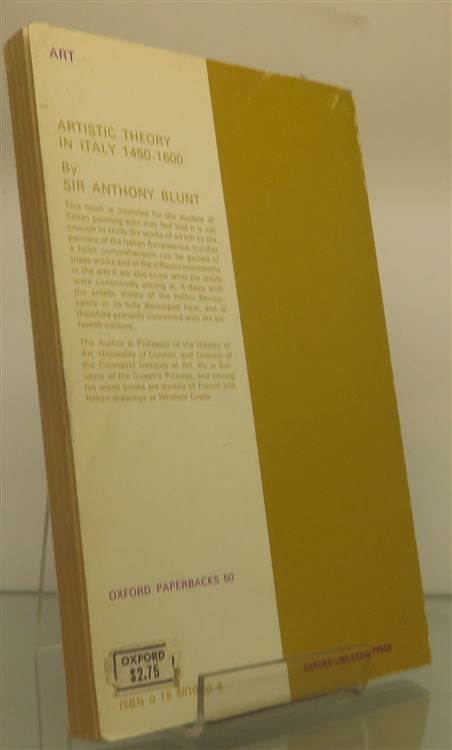 ART
ARTISTIC THEORY
IN ITALY 1450-1600
By
SIR ANTHONY BLUNT
This book is intended for the student of
Italian painting who may feel that it is not
enough to study the works of art left by the
painters of the Italian Renaissance, but that
a fuller comprehension can be gained of
these works and of the different movements
in the arts if we also know what the artists
were consciously aiming at. It deals with
the artistic theory of the Italian Renais-
sance in its fully developed form, and is
therefore primarily concerned with the six-
teenth century.
The Author is Professor of the History of
Art, University of London, and Director of
the Courtauld Institute of Art. He is Sur-
veyor of the Queen's Pictures, and among
his many books are studies of French and
Italian drawings at Windsor Castle.
OXFORD PAPERBACKS 50
OXFORD
$2.75
OXFORD UNIVERSITY PRESS
ISBN 0 19 8810 0 4